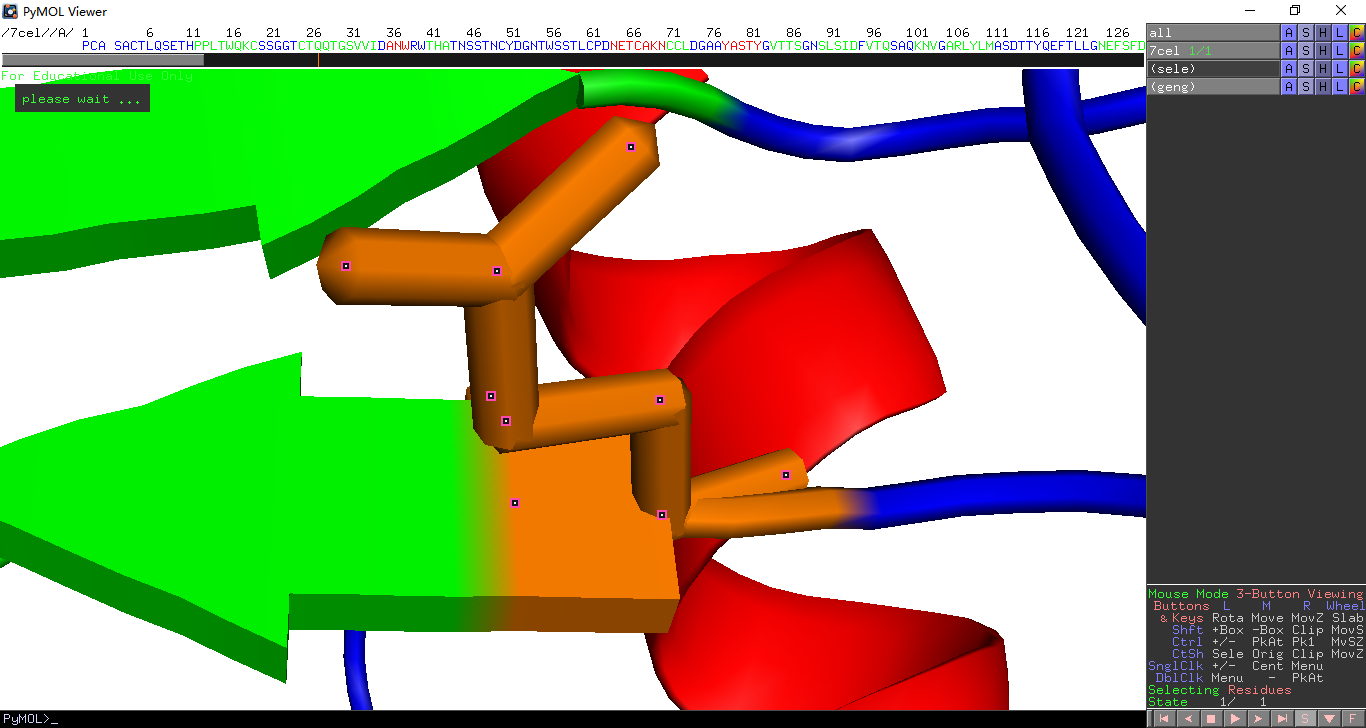 PyMOL Viewer
/7cel//A/ 1 6 11 16 21 26 31 36 41 46 51 56 61 66 71 76 81 86 91 96 101 106 111 116 121 126
PCA SACTLQSETHPPLTWQKCSSGGTCTQQTGSVVIDANWRWTHATNSSTNCYDGNTWSSTLCPDNETCAKNCCLDGAAYASTYGVTTSGNSLSIDFVTQSAQKNVGARLYLMASDTTYQEFTLLGNEFSFD
For Educational Use Only
please wait ...
all A S H L C
7cel 1/1 A S H L C
(sele) A S H L C
(geng) A S H L C
Mouse Mode 3-Button Viewing
Buttons L M R Wheel
& Keys Rota Move MovZ Slab
Shft +Box -Box Clip MovS
Ctrl +/- PkAt Pk1 MvSZ
CtSh Sele Orig Clip MovZ
SnglClk +/- Cent Menu
DblClk Menu - PkAt
Selecting Residues
State 1/ 1
PyMOL>_
S F